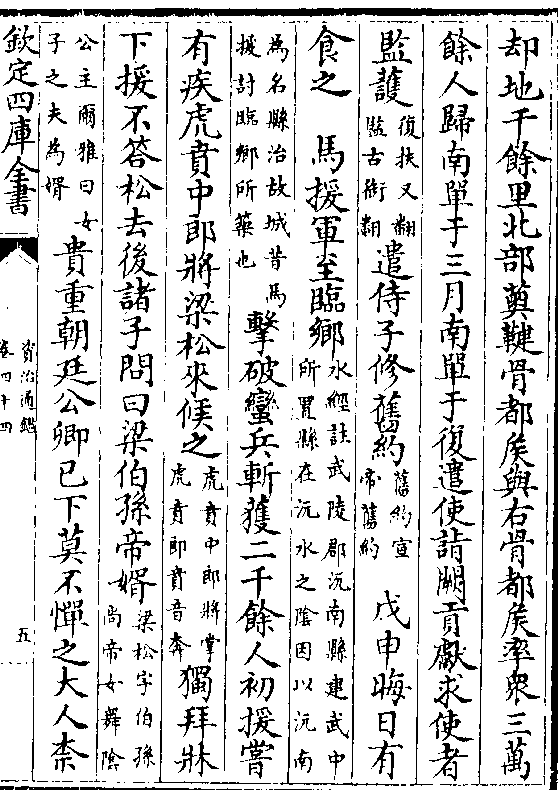 却地千餘里北部薁鞬骨都侯與右骨都侯率衆三萬
餘人歸南單于三月南單于復遣使詣闕貢獻求使者
監護復扶又翻
監古銜翻遣侍子修舊約舊約宣
帝舊約 戊申晦日有
食之 馬援軍至臨鄉水經註武陵郡沅南縣建武中
所置縣在沅水之陰因以沅南
為名縣治故城昔馬
援討臨鄉所築也擊破蠻兵斬獲二千餘人初援嘗
有疾虎賁中郎將梁松來候之虎賁中郎將掌
虎賁郎賁音奔獨拜牀
下援不答松去後諸子問曰梁伯孫帝婿梁松字伯孫
尚帝女舞陰
公主爾雅曰女
子之夫為婿貴重朝廷公卿已下莫不憚之大人柰
欽定四庫全書
資治通鑑
卷四十四
五